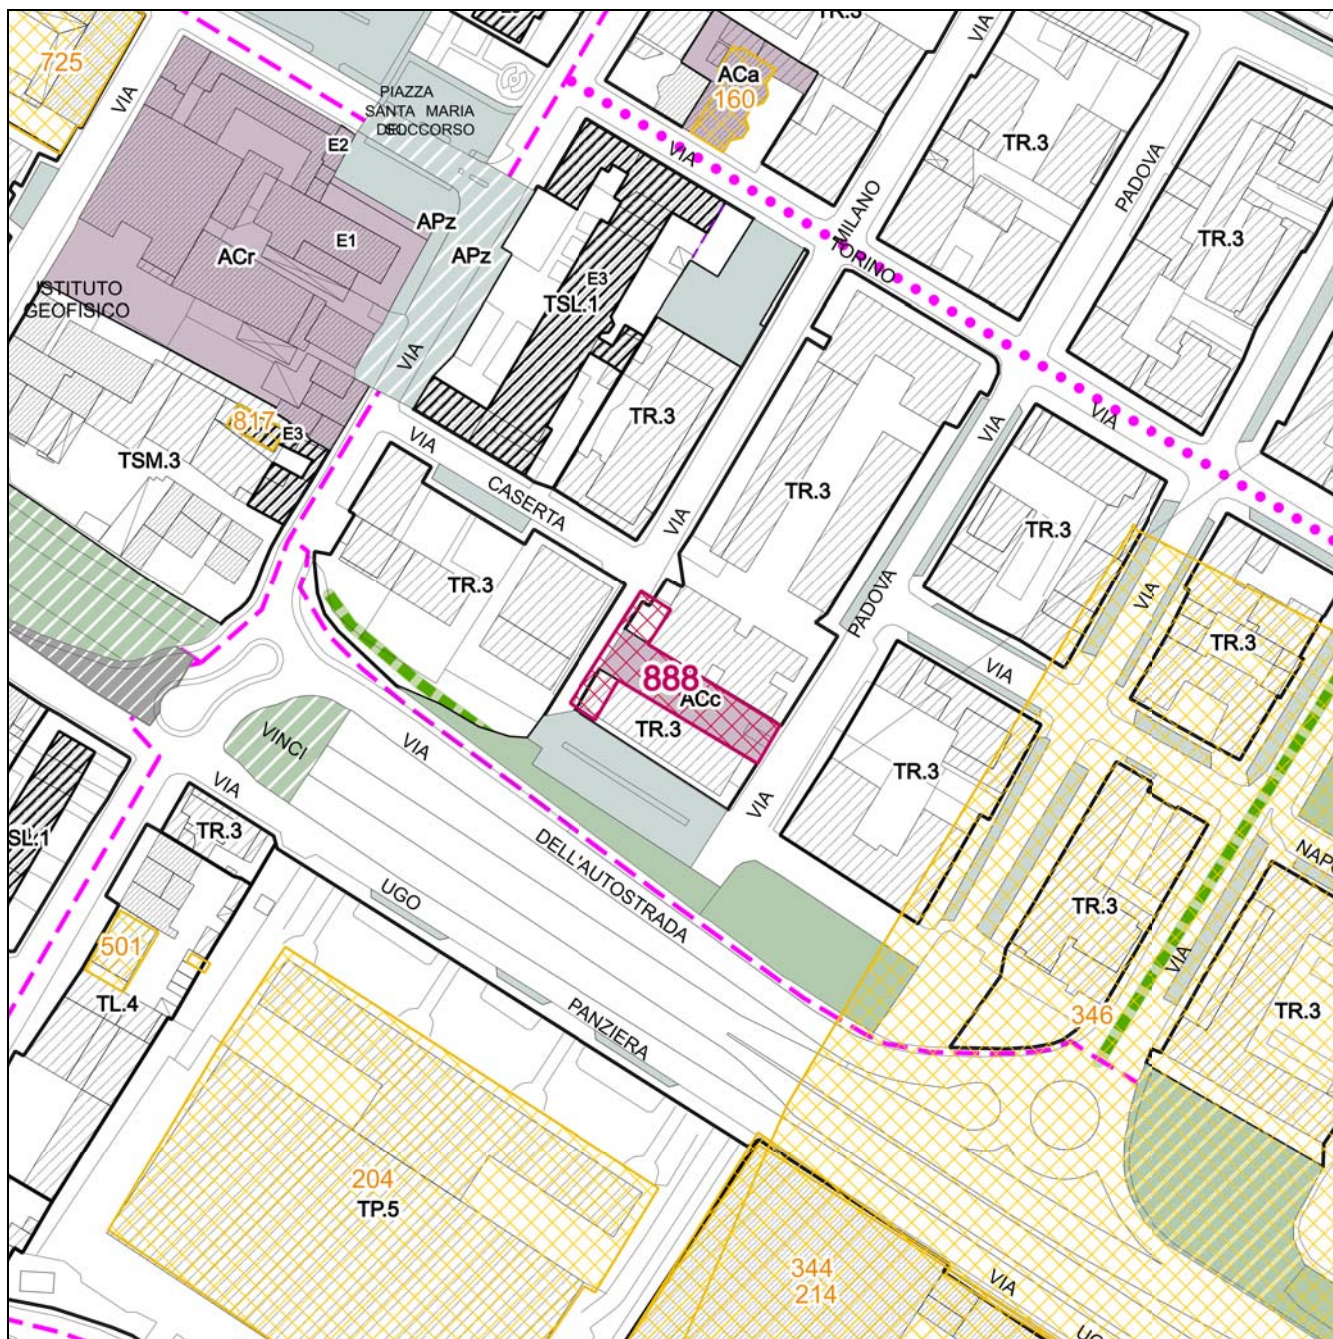 TR.3
VIA
725
ACa
160
PIAZZA
SANTA MARIA
SOCCORSO
VIA
E2
VIA
TR.3
PADOVA
MILANO
TORINO
APz
E1
APz
ACr
TR.3
E3
TSL.1
ISTITUTO
GEOFISICO
VIA
817
E3
TSM.3
TR.3
VIA
VIA
VIA
CASERTA
TR.3
VIA
TR.3
TR.3
VIA
PADOVA
TR.3
VIA
888
ACc
TR.3
VINCI
VIA
TR.3
VIA
VIA
TR.3
SL.1
DELL'AUTOSTRADA
NAPO
UGO
TR.3
501
VIA
TL.4
PANZIERA
346
TR.3
204
TP.5
344
214
VIA